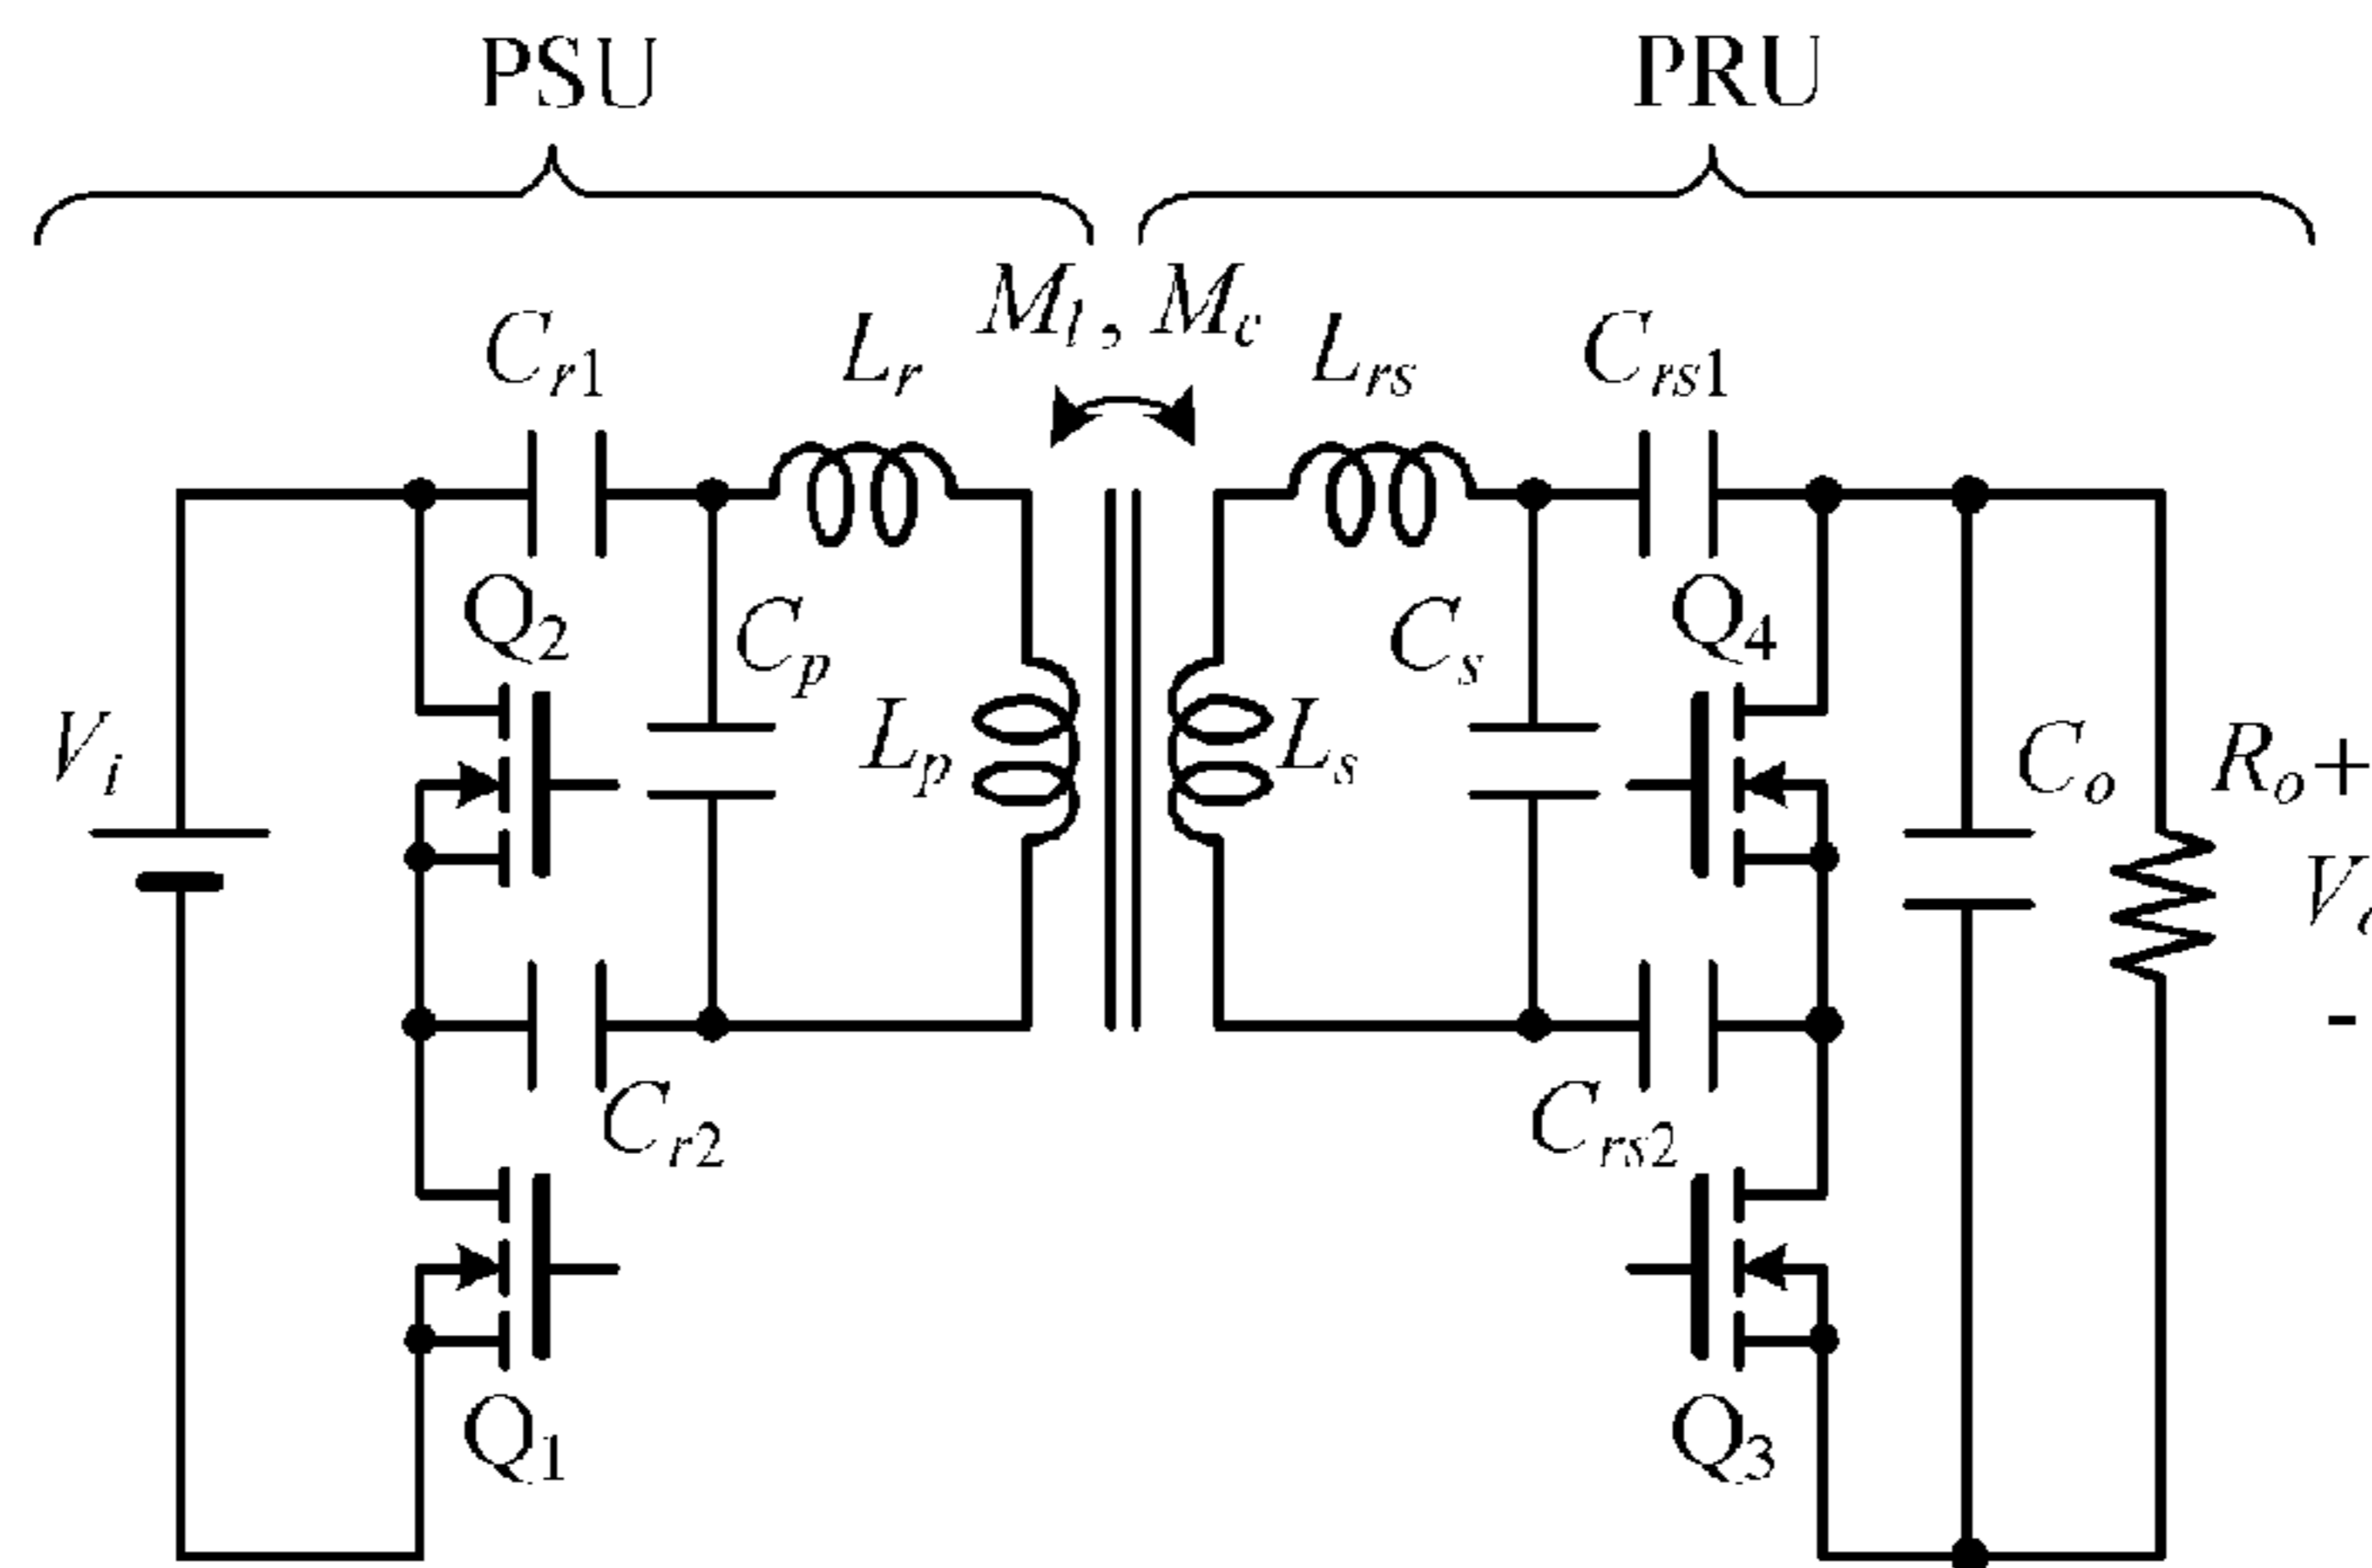 PSU
PRU
M_l, M_c
C_r1
L_r
L_rs
C_rs1
Q_2
C_p
C_s
Q_4
V_i
L_p
L_s
C_o
R_o
+
-
C_r2
C_rs2
Q_1
Q_3